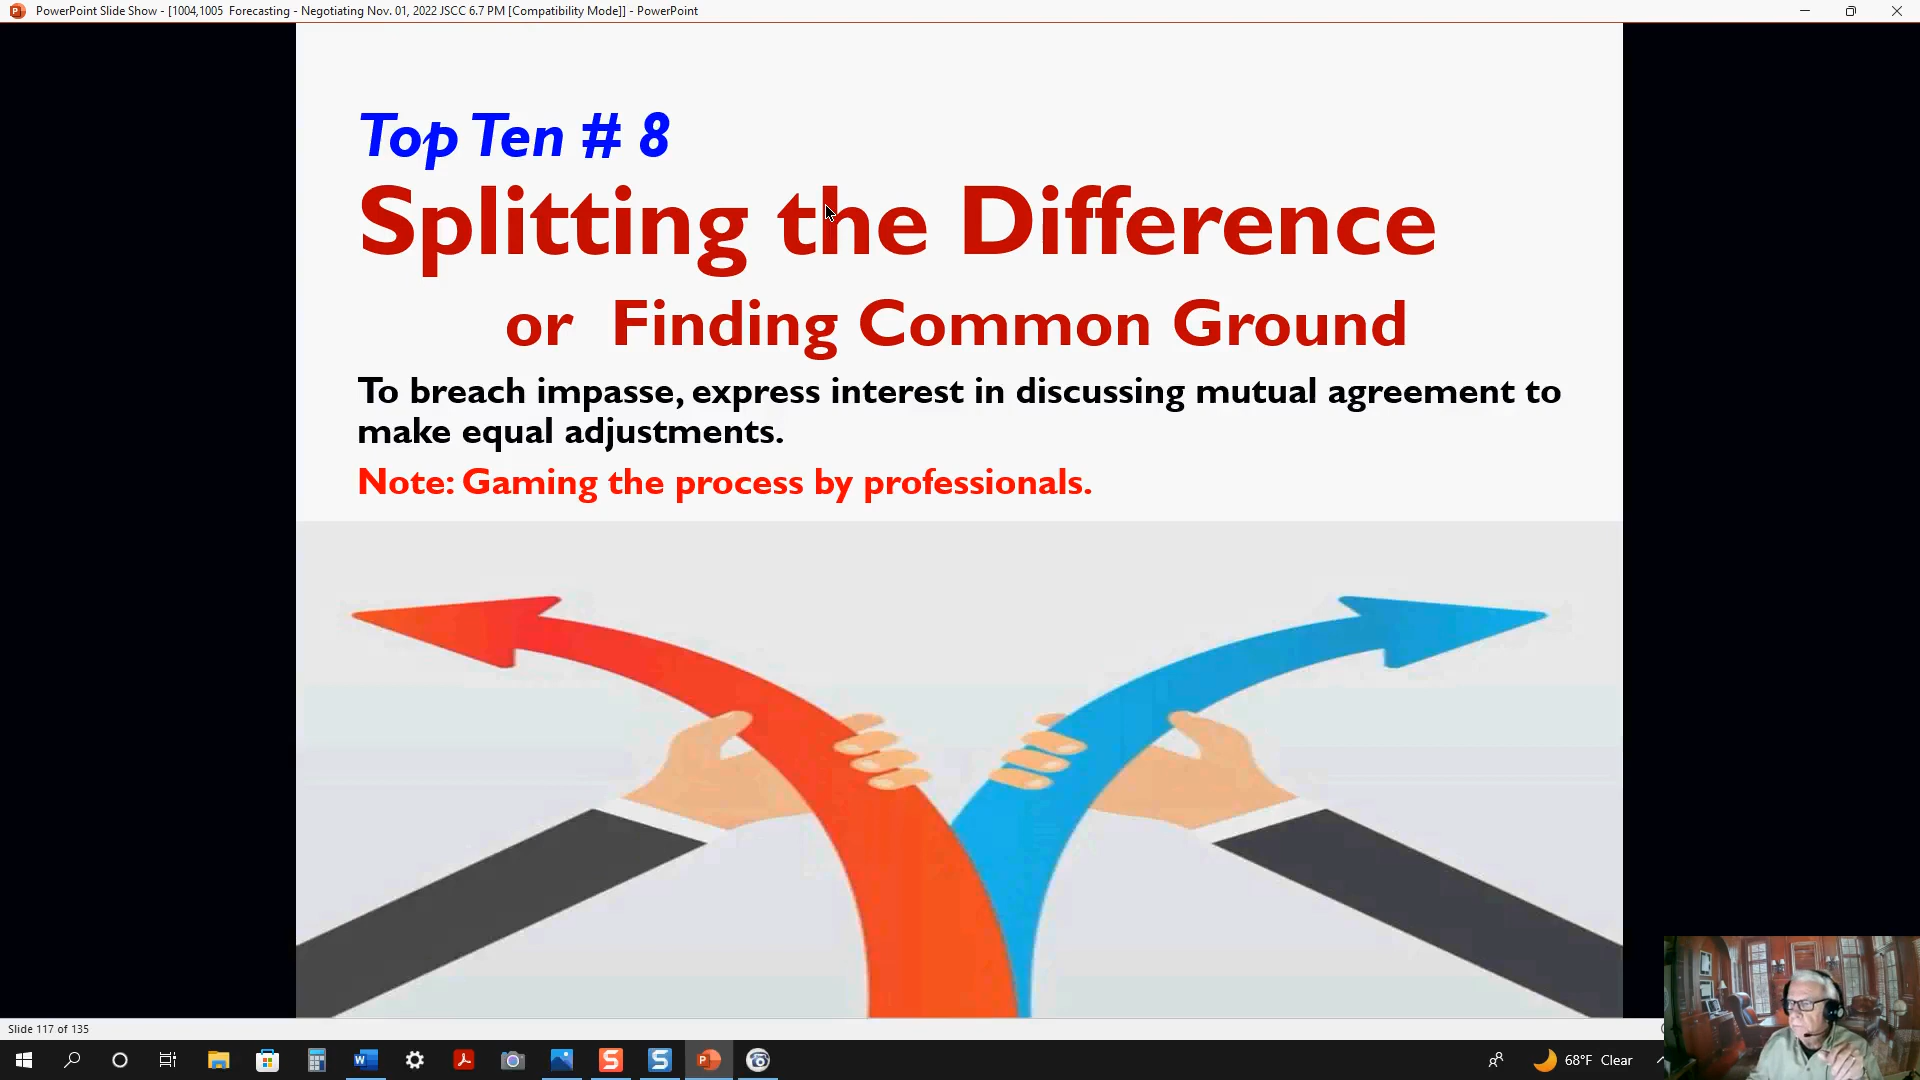 PowerPoint Slide Show - [1004,1005 Forecasting - Negotiating Nov. 01, 2022 JSCC 6.7 PM [Compatibility Mode]] - PowerPoint
Top Ten # 8
Splitting the Difference
or Finding Common Ground
To breach impasse, express interest in discussing mutual agreement to
make equal adjustments.
Note: Gaming the process by professionals.
Slide 117 of 135
68°F Clear